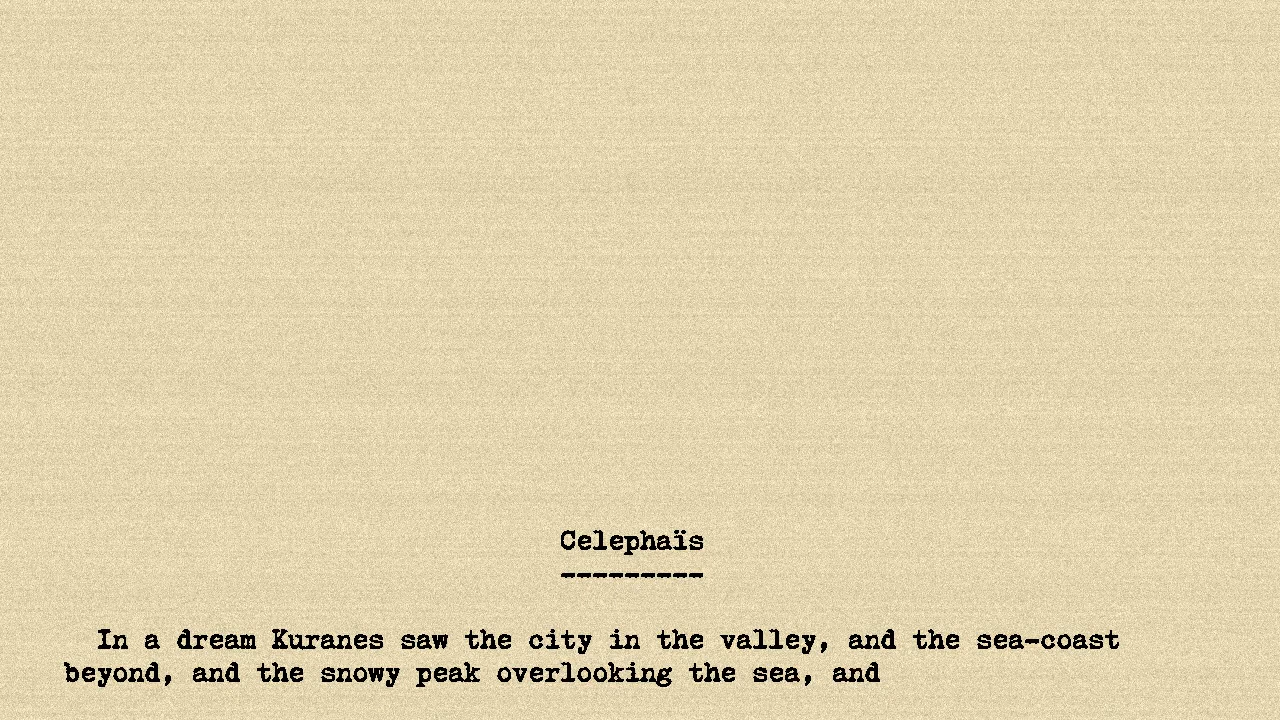 Celephaïs
---------
In a dream Kuranes saw the city in the valley, and the sea-coast
beyond, and the snowy peak overlooking the sea, and